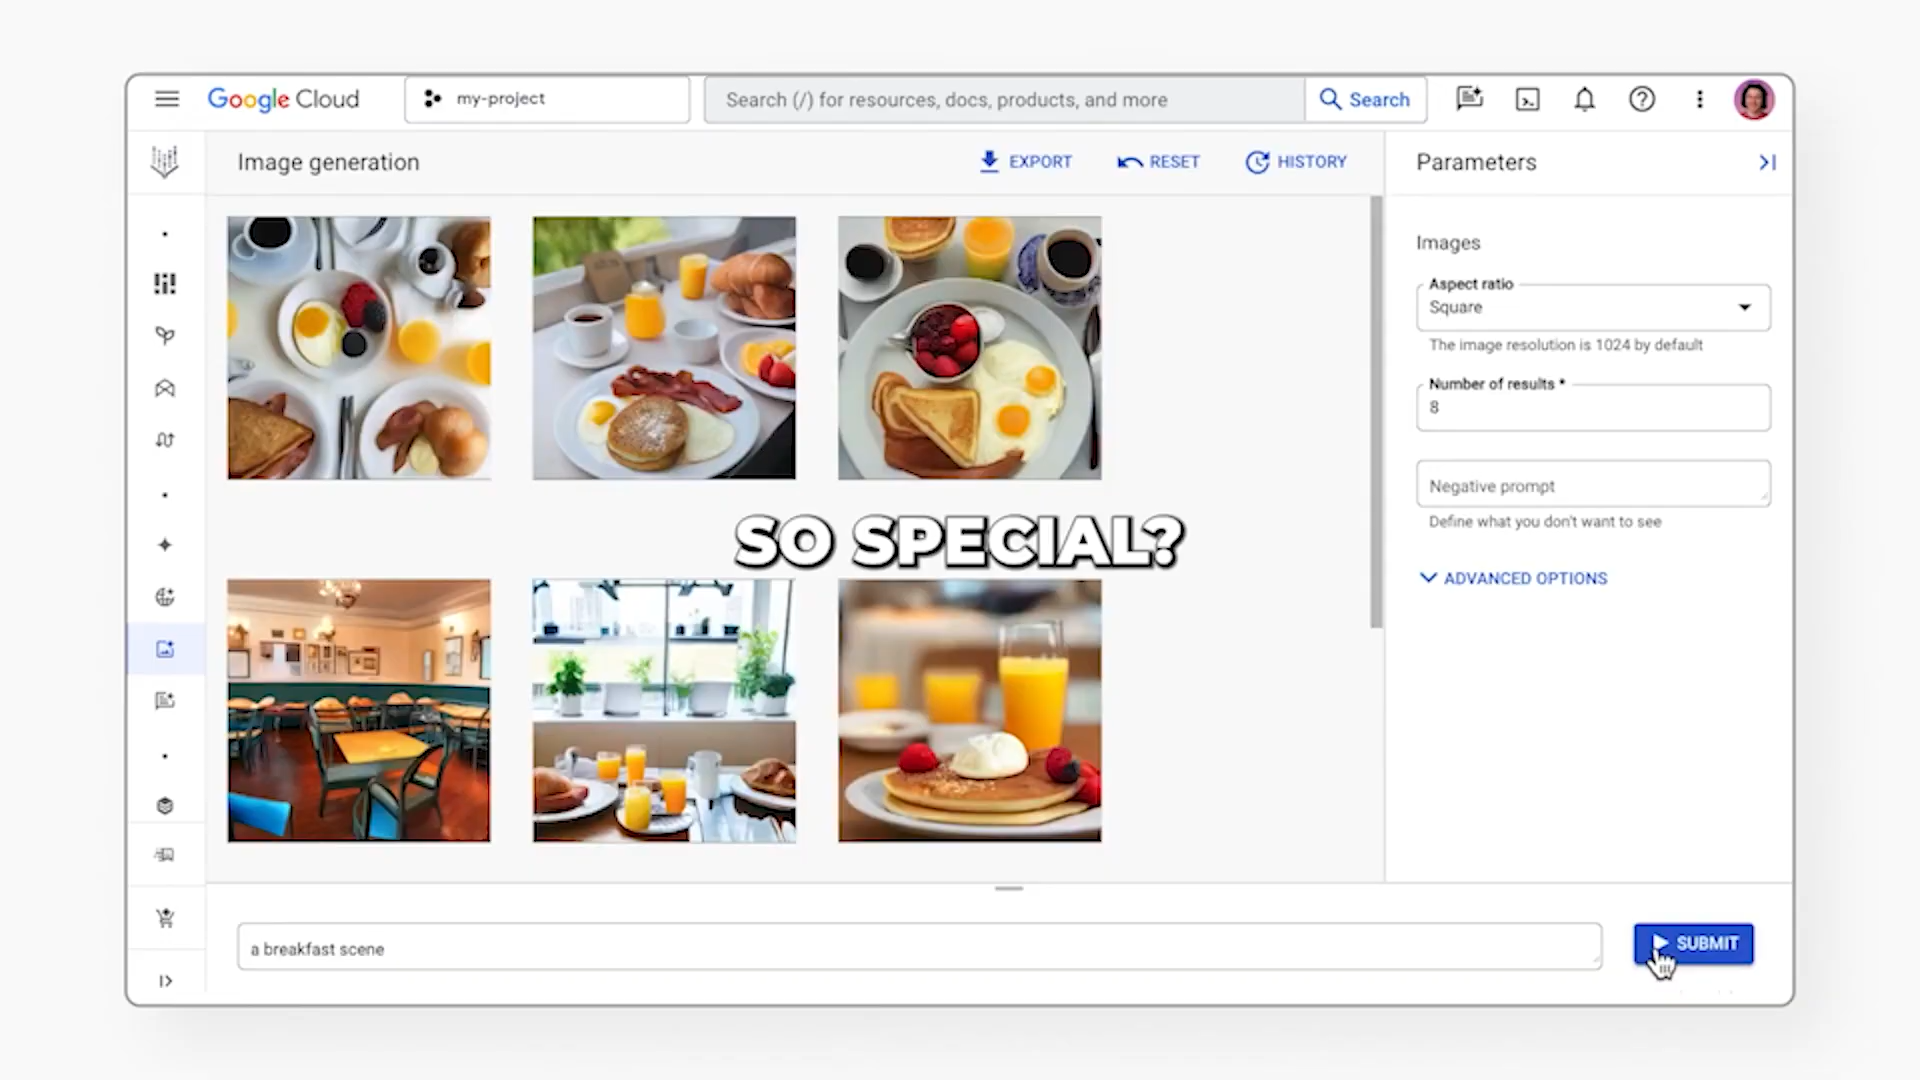 Google Cloud
my-project
Search (/) for resources, docs, products, and more
Search
Image generation
EXPORT
RESET
HISTORY
Parameters
Images
Aspect ratio
Square
The image resolution is 1024 by default
Number of results *
8
Negative prompt
Define what you don't want to see
ADVANCED OPTIONS
SO SPECIAL?
a breakfast scene
SUBMIT